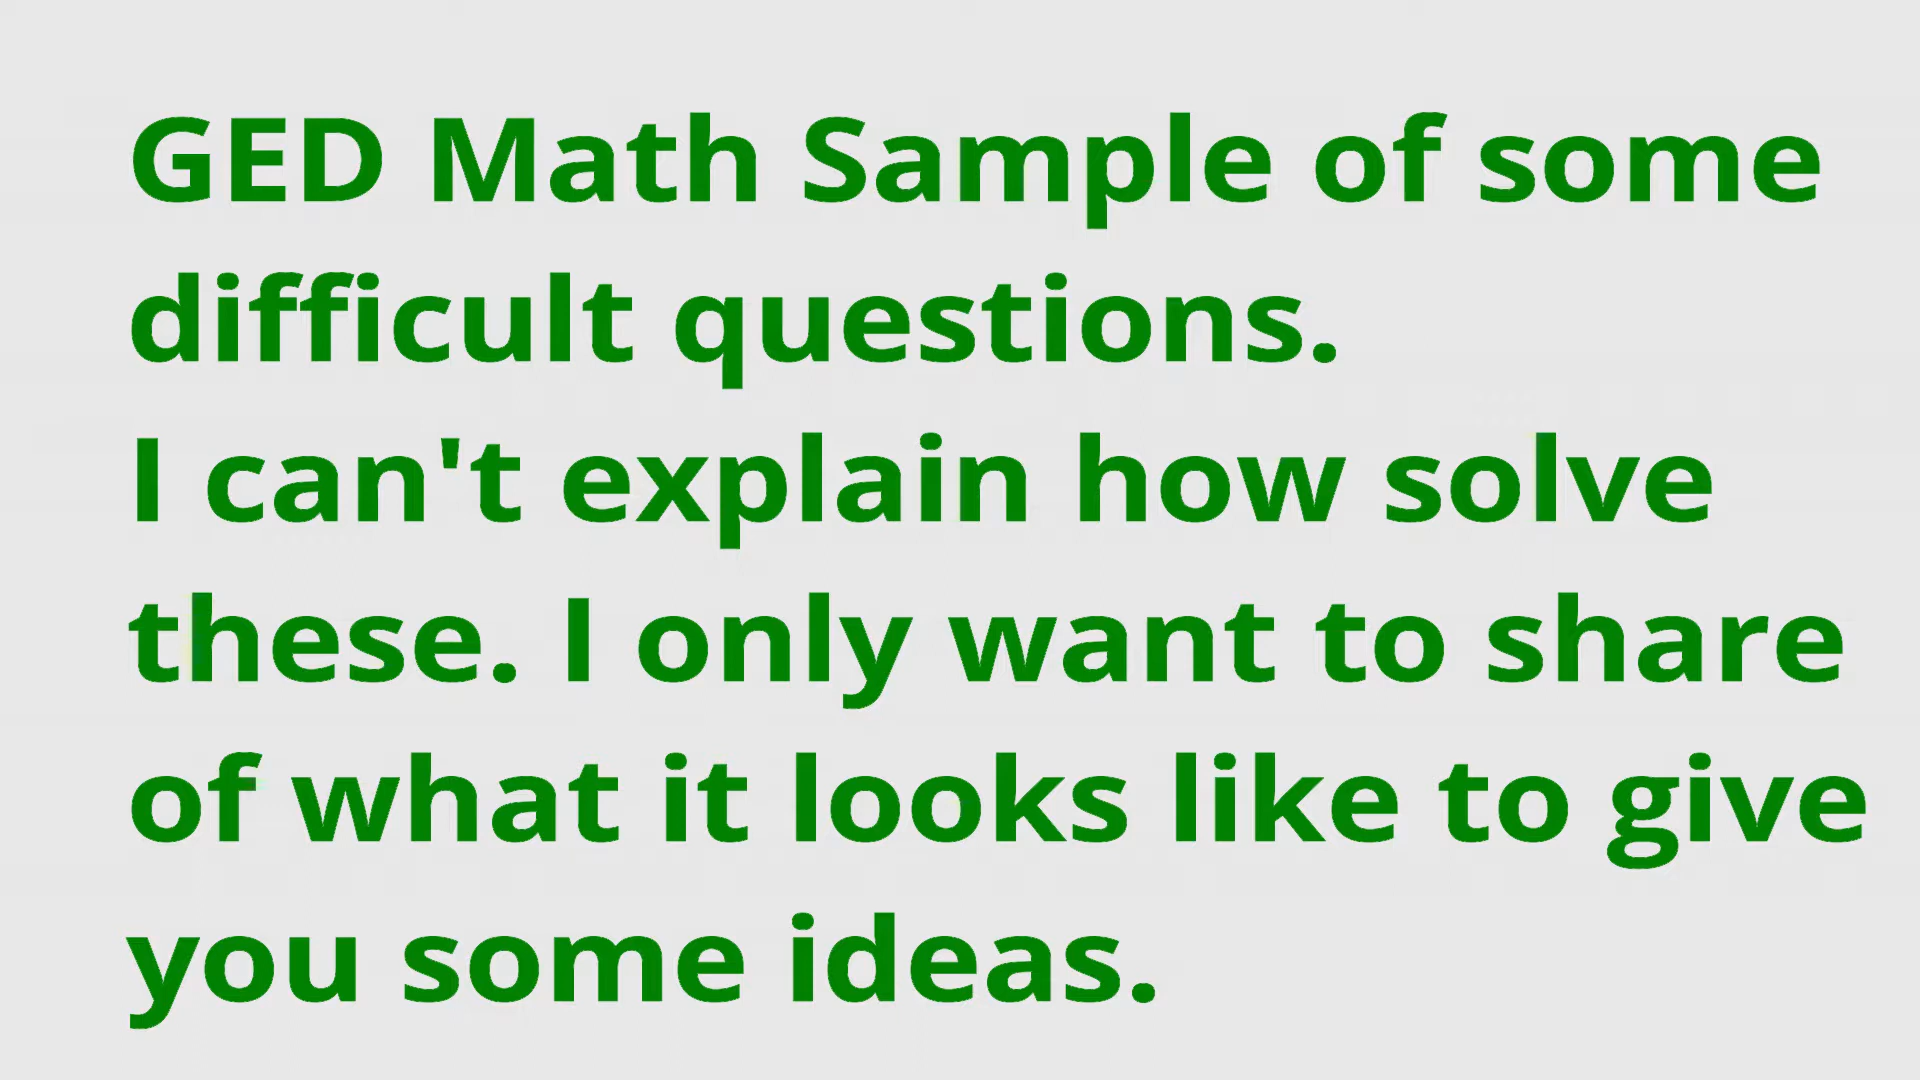 GED Math Sample of some
difficult questions.
I can't explain how solve
these. I only want to share
of what it looks like to give
you some ideas.